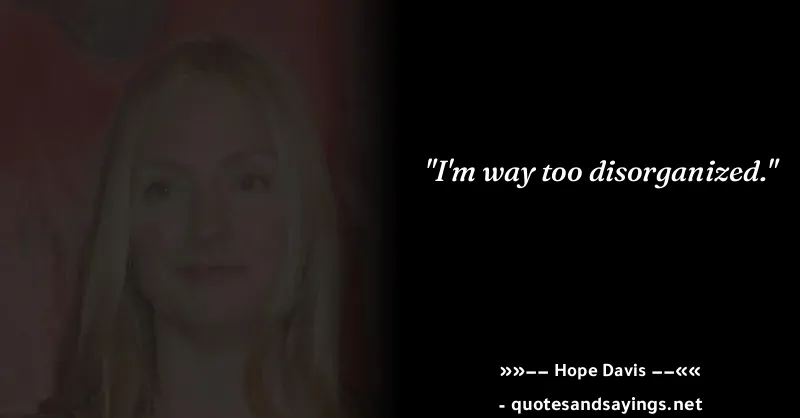 "I'm way too disorganized."
»»—— Hope Davis ——««
- quotesandsayings.net